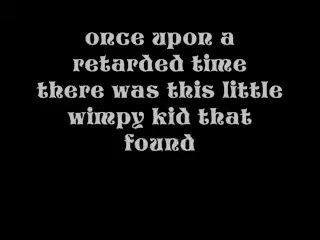 once upon a
retarded time
there was this little
wimpy kid that
found